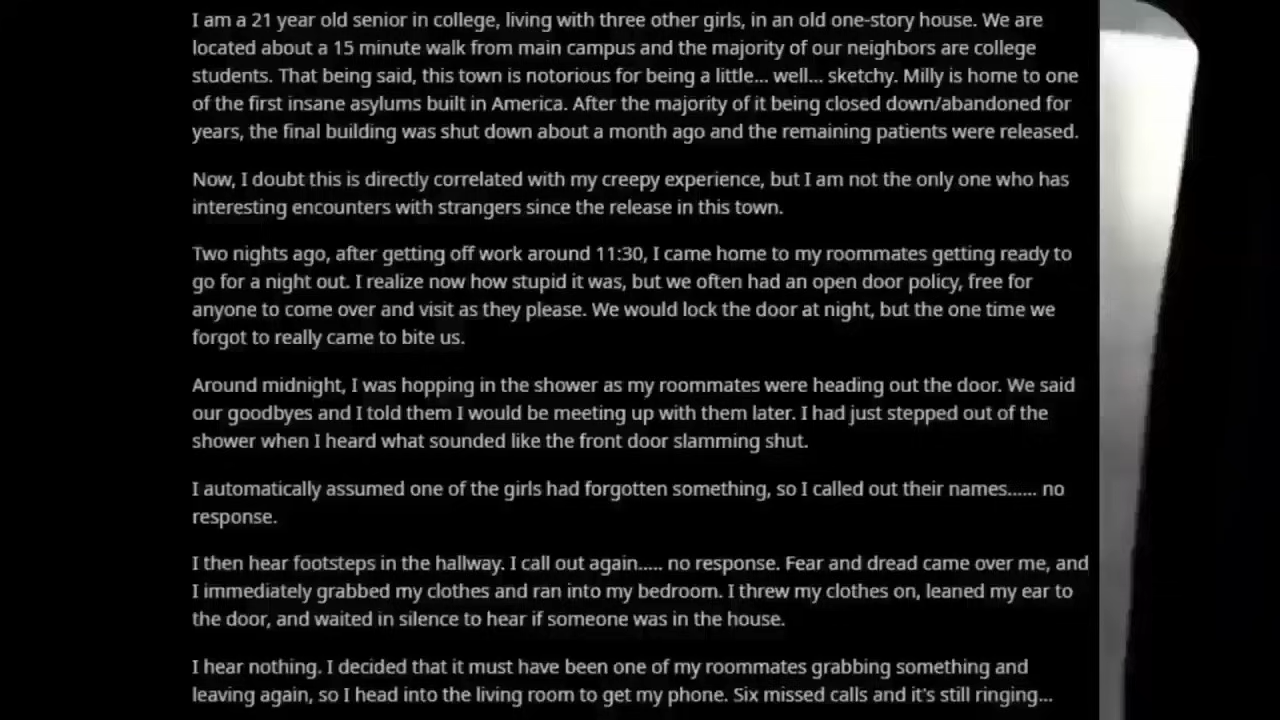 I am a 21 year old senior in college, living with three other girls, in an old one-story house. We are
located about a 15 minute walk from main campus and the majority of our neighbors are college
students. That being said, this town is notorious for being a little... well... sketchy. Milly is home to one
of the first insane asylums built in America. After the majority of it being closed down/abandoned for
years, the final building was shut down about a month ago and the remaining patients were released.
Now, I doubt this is directly correlated with my creepy experience, but I am not the only one who has
interesting encounters with strangers since the release in this town.
Two nights ago, after getting off work around 11:30, I came home to my roommates getting ready to
go for a night out. I realize now how stupid it was, but we often had an open door policy, free for
anyone to come over and visit as they please. We would lock the door at night, but the one time we
forgot to really came to bite us.
Around midnight, I was hopping in the shower as my roommates were heading out the door. We said
our goodbyes and I told them I would be meeting up with them later. I had just stepped out of the
shower when I heard what sounded like the front door slamming shut.
I automatically assumed one of the girls had forgotten something, so I called out their names...... no
response.
I then hear footsteps in the hallway. I call out again..... no response. Fear and dread came over me, and
I immediately grabbed my clothes and ran into my bedroom. I threw my clothes on, leaned my ear to
the door, and waited in silence to hear if someone was in the house.
I hear nothing. I decided that it must have been one of my roommates grabbing something and
leaving again, so I head into the living room to get my phone. Six missed calls and it's still ringing...